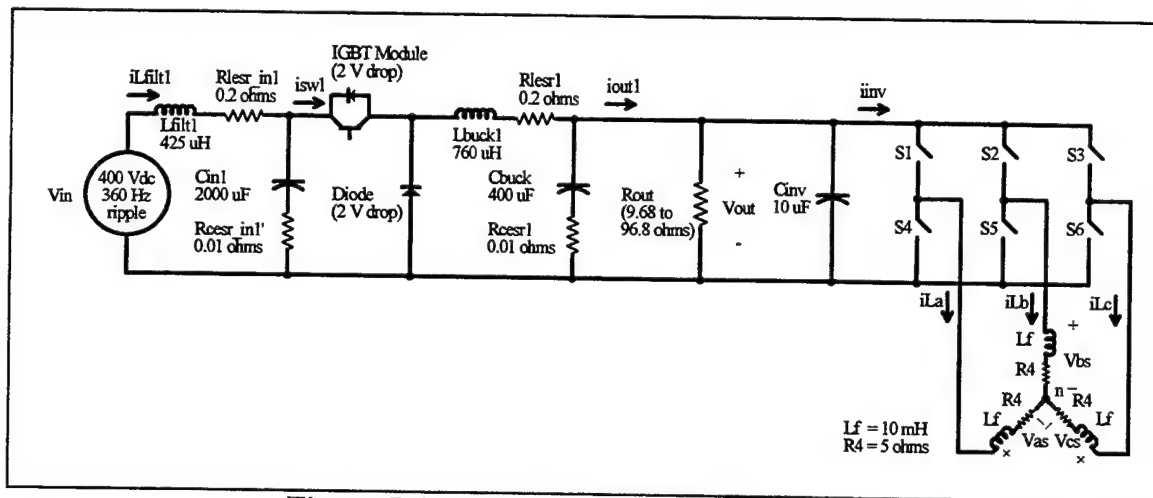 IGBT Module
(2 V drop)
iLfilt1
Rlesr_in1
0.2 ohms
isw1
Rlesr1
0.2 ohms
iout1
iinv
Lfilt1
425 uH
Lbuck1
760 uH
S1
S2
S3
Vin
400 Vdc
360 Hz
ripple
Cin1
2000 uF
Rcesr_in1'
0.01 ohms
Diode
(2 V drop)
Cbuck
400 uF
Rcesr1
0.01 ohms
Rout
(9.68 to
96.8 ohms)
+
Vout
-
Cinv
10 uF
S4
S5
S6
iLa
iLb
iLc
Lf
+
R4
Vbs
n -
R4
R4
Lf
Lf
Vas
Vcs
x
x
Lf = 10 mH
R4 = 5 ohms